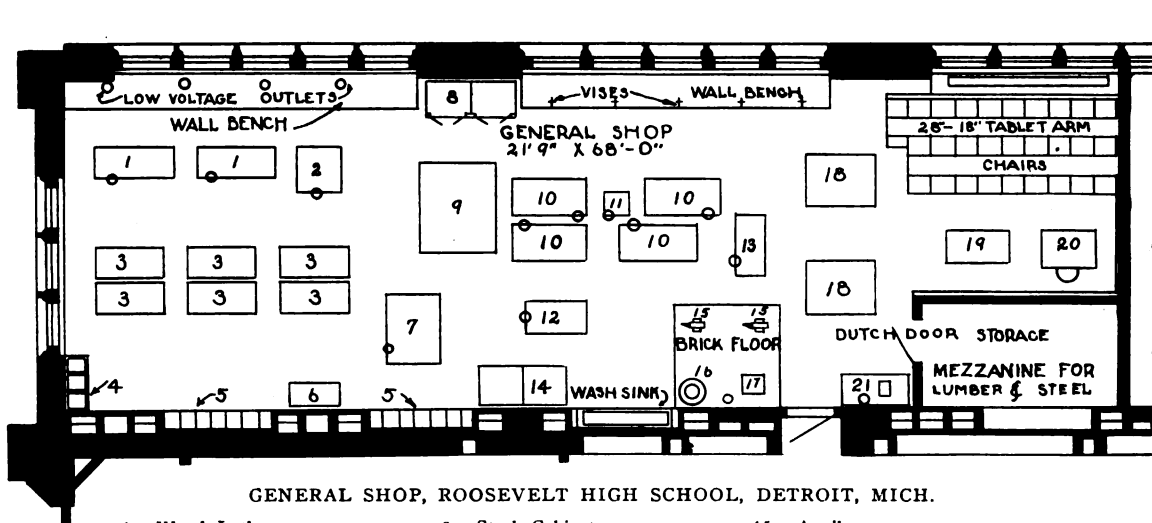 LOW VOLTAGE OUTLETS
WALL BENCH
8
VISES
WALL BENCH
GENERAL SHOP
21' 9" X 68'-0"
28"-18" TABLET ARM
CHAIRS
1
1
2
9
10
11
10
10
10
13
18
19
20
3
3
3
3
3
3
7
12
18
15
15
BRICK FLOOR
DUTCH DOOR
STORAGE
MEZZANINE FOR
LUMBER & STEEL
4
5
6
5
14
WASH SINK
16
17
21
GENERAL SHOP, ROOSEVELT HIGH SCHOOL, DETROIT, MICH.